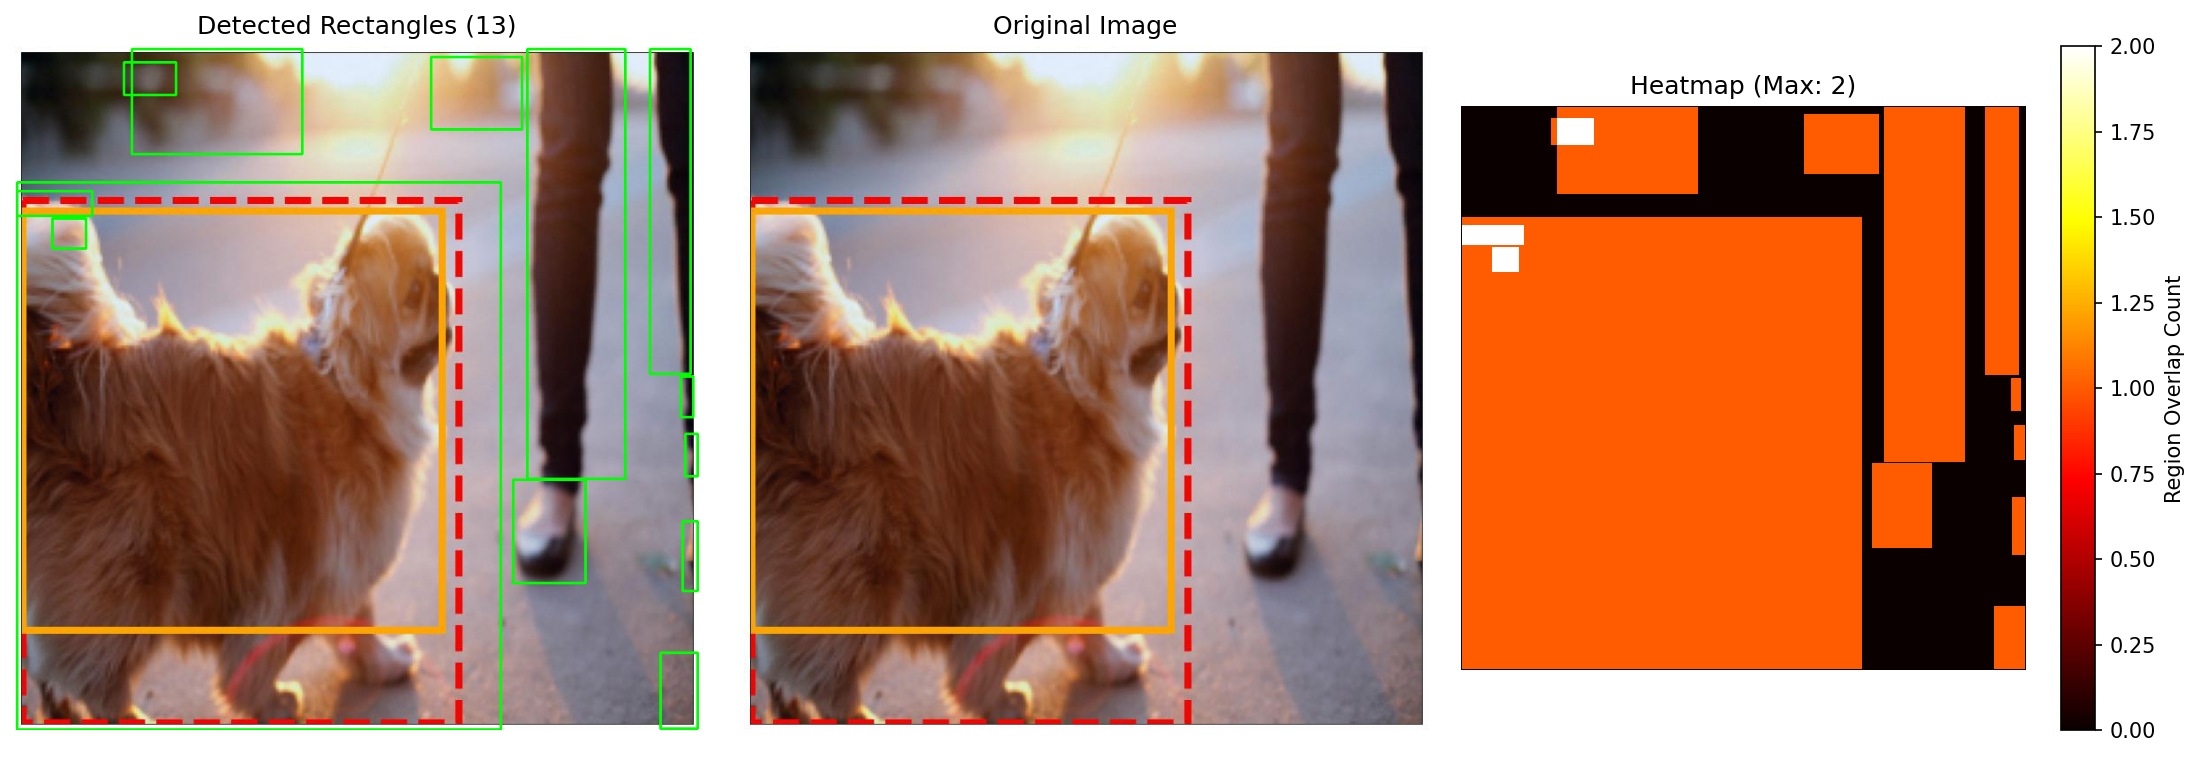 Detected Rectangles (13)
Original Image
Heatmap (Max: 2)
2.00
1.75
1.50
1.25
1.00
0.75
0.50
0.25
0.00
Region Overlap Count